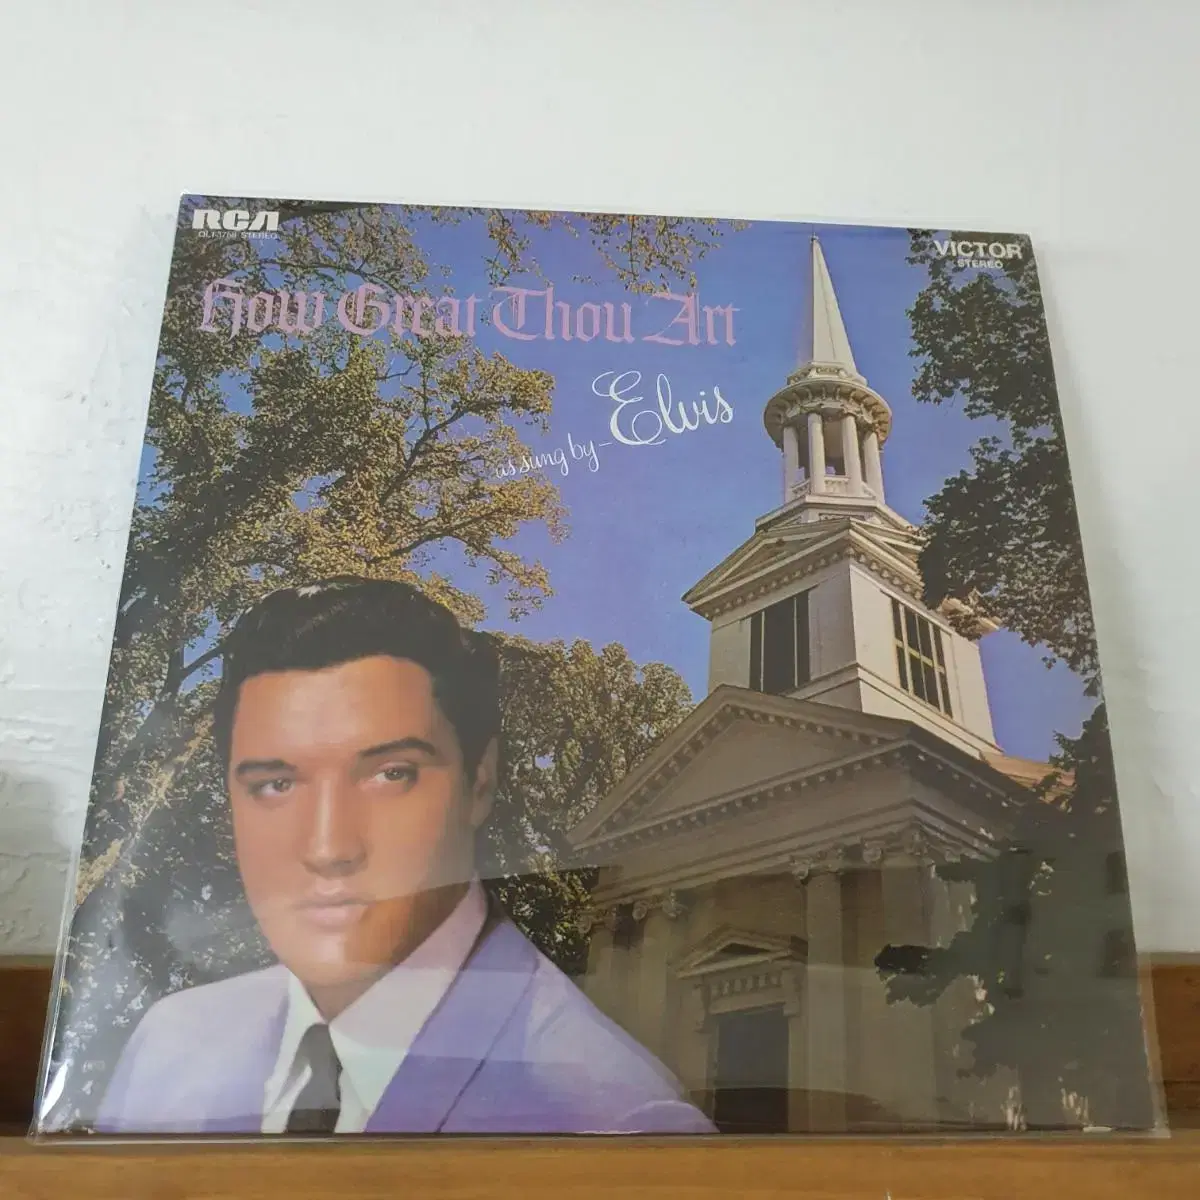 RCA
STEREO
VICTOR
STEREO
How Great Thou Art
as sung by - Elvis